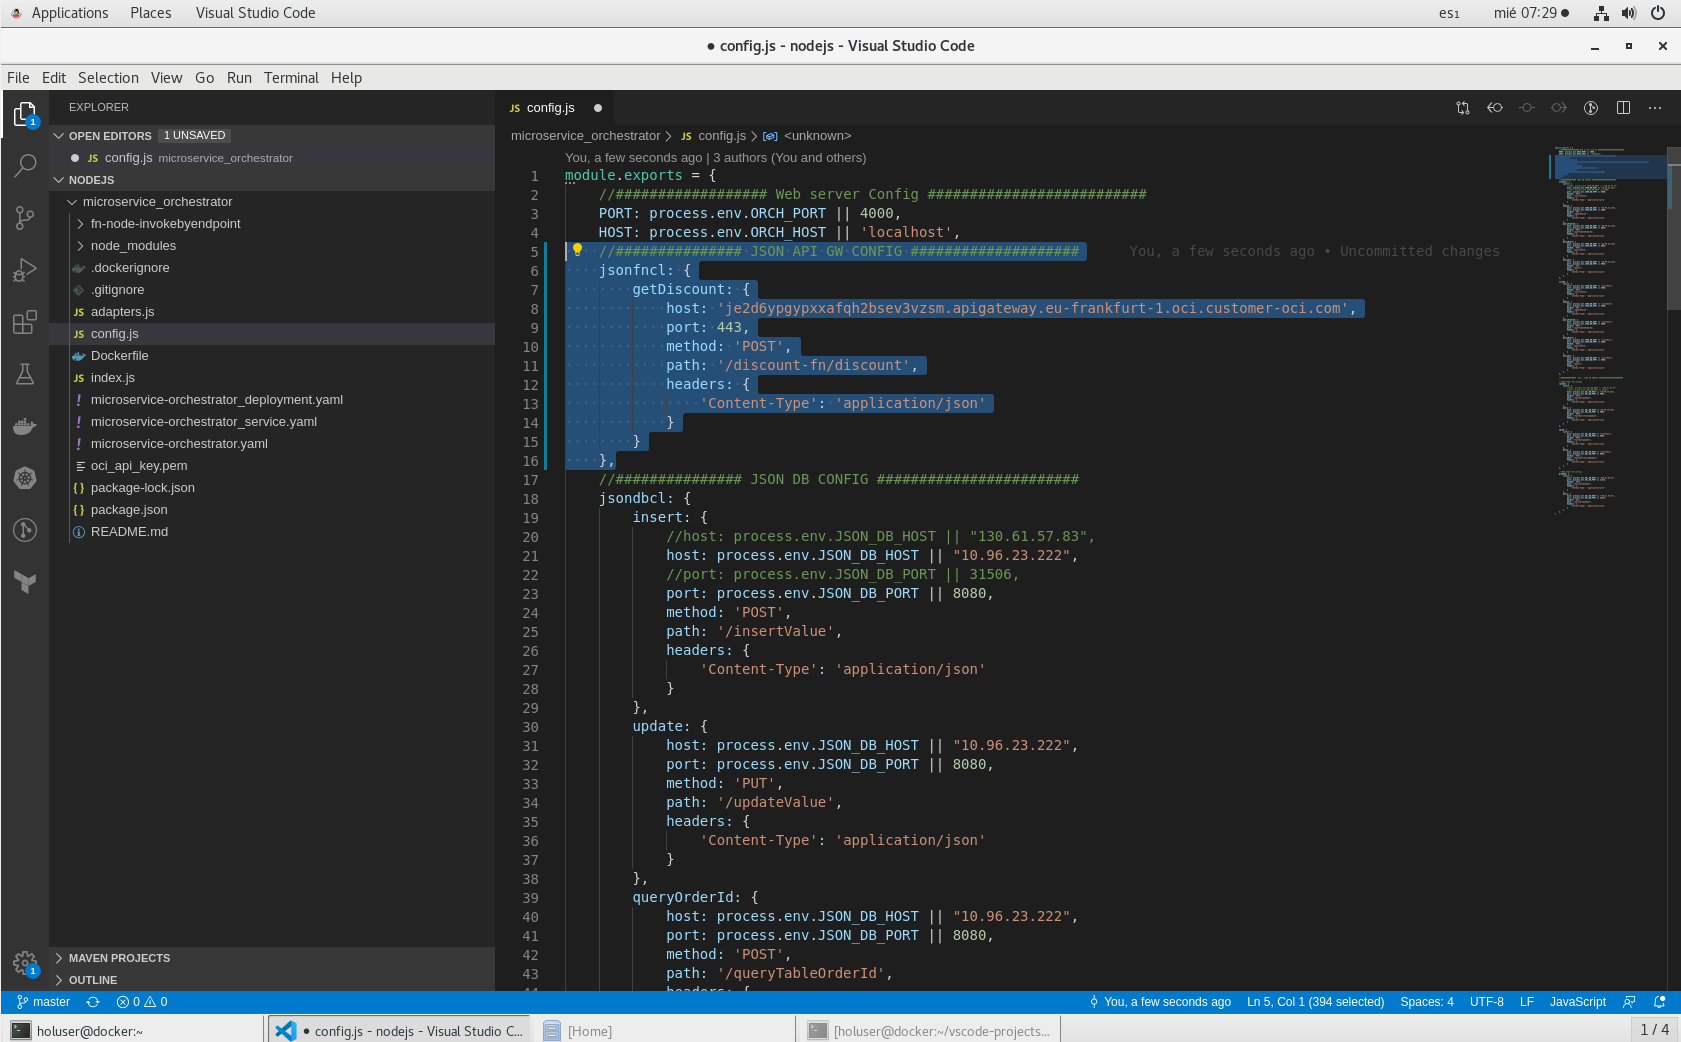 Applications Places Visual Studio Code es1 mié 07:29 ●
● config.js - nodejs - Visual Studio Code
File Edit Selection View Go Run Terminal Help
EXPLORER
OPEN EDITORS 1 UNSAVED
JS config.js microservice_orchestrator
NODEJS
microservice_orchestrator
fn-node-invokebyendpoint
node_modules
.dockerignore
.gitignore
JS adapters.js
JS config.js
Dockerfile
JS index.js
! microservice-orchestrator_deployment.yaml
! microservice-orchestrator_service.yaml
! microservice-orchestrator.yaml
oci_api_key.pem
{} package-lock.json
{} package.json
README.md
MAVEN PROJECTS
OUTLINE
1
1
JS config.js ●
microservice_orchestrator > JS config.js > <unknown>
You, a few seconds ago | 3 authors (You and others)
1 module.exports = {
2 //################## Web server Config ##########################
3 PORT: process.env.ORCH_PORT || 4000,
4 HOST: process.env.ORCH_HOST || 'localhost',
5 //############### JSON API GW CONFIG #################### You, a few seconds ago • Uncommitted changes
6 jsonfncl: {
7 getDiscount: {
8 host: 'je2d6ypgypxxafqh2bsev3vzsm.apigateway.eu-frankfurt-1.oci.customer-oci.com',
9 port: 443,
10 method: 'POST',
11 path: '/discount-fn/discount',
12 headers: {
13 'Content-Type': 'application/json'
14 }
15 }
16 },
17 //############### JSON DB CONFIG ########################
18 jsondbcl: {
19 insert: {
20 //host: process.env.JSON_DB_HOST || "130.61.57.83",
21 host: process.env.JSON_DB_HOST || "10.96.23.222",
22 //port: process.env.JSON_DB_PORT || 31506,
23 port: process.env.JSON_DB_PORT || 8080,
24 method: 'POST',
25 path: '/insertValue',
26 headers: {
27 'Content-Type': 'application/json'
28 }
29 },
30 update: {
31 host: process.env.JSON_DB_HOST || "10.96.23.222",
32 port: process.env.JSON_DB_PORT || 8080,
33 method: 'PUT',
34 path: '/updateValue',
35 headers: {
36 'Content-Type': 'application/json'
37 }
38 },
39 queryOrderId: {
40 host: process.env.JSON_DB_HOST || "10.96.23.222",
41 port: process.env.JSON_DB_PORT || 8080,
42 method: 'POST',
43 path: '/queryTableOrderId',
44 headers: {
master 0 0 You, a few seconds ago Ln 5, Col 1 (394 selected) Spaces: 4 UTF-8 LF JavaScript
holuser@docker:~ ● config.js - nodejs - Visual Studio C... [Home] [holuser@docker:~/vscode-projects... 1 / 4